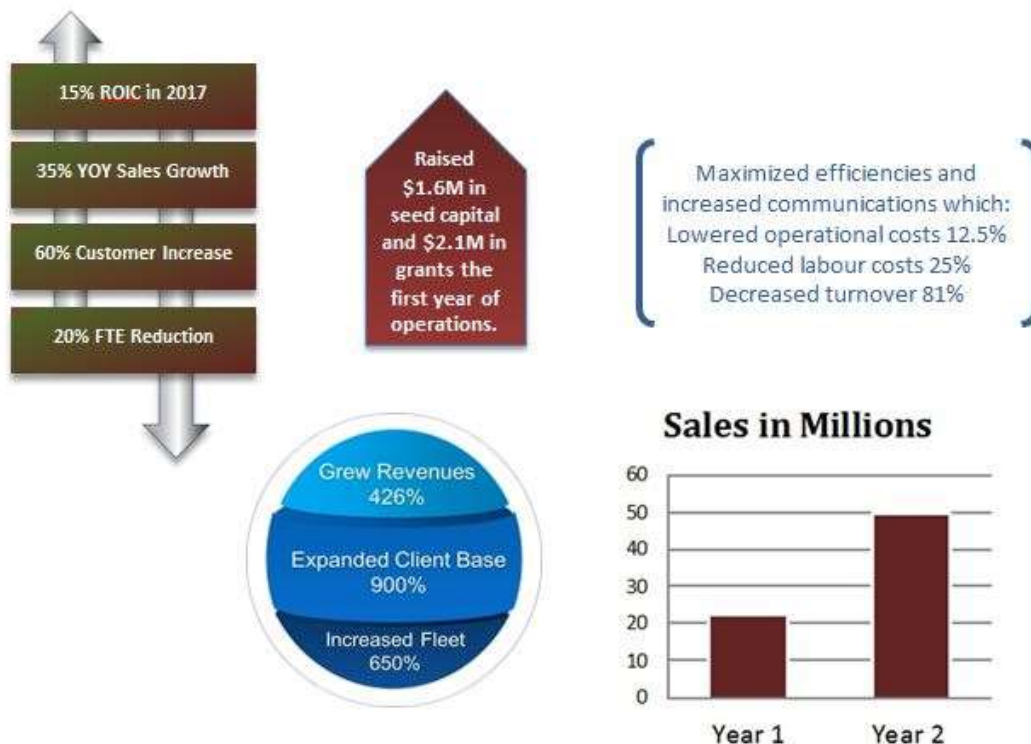 15% ROIC in 2017
35% YOY Sales Growth
60% Customer Increase
20% FTE Reduction
Raised
$1.6M in
seed capital
and $2.1M in
grants the
first year of
operations.
Maximized efficiencies and
increased communications which:
Lowered operational costs 12.5%
Reduced labour costs 25%
Decreased turnover 81%
Grew Revenues
426%
Expanded Client Base
900%
Increased Fleet
650%
Sales in Millions
60
50
40
30
20
10
0
Year 1
Year 2